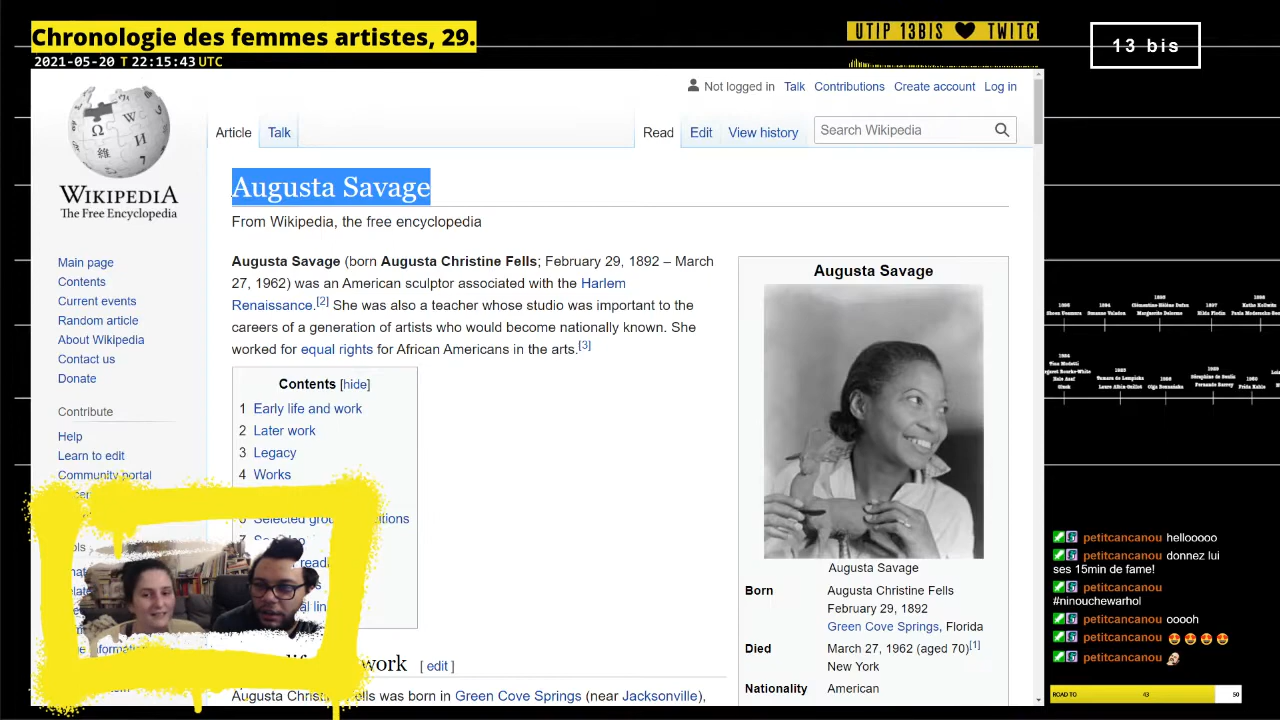 Chronologie des femmes artistes, 29.
2021-05-20 T 22:15:43 UTC
UTIP 13BIS ♥ TWITC
13 bis
Not logged in Talk Contributions Create account Log in
Article Talk Read Edit View history Search Wikipedia
WIKIPEDIA
The Free Encyclopedia
Augusta Savage
From Wikipedia, the free encyclopedia
Augusta Savage (born Augusta Christine Fells; February 29, 1892 – March
27, 1962) was an American sculptor associated with the Harlem
Renaissance.[2] She was also a teacher whose studio was important to the
careers of a generation of artists who would become nationally known. She
worked for equal rights for African Americans in the arts.[3]
Contents [hide]
1 Early life and work
2 Later work
3 Legacy
4 Works
Main page
Contents
Current events
Random article
About Wikipedia
Contact us
Donate
Contribute
Help
Learn to edit
Community portal
work [ edit ]
Augusta Savage
Augusta Savage
Born Augusta Christine Fells
February 29, 1892
Green Cove Springs, Florida
Died March 27, 1962 (aged 70)[1]
New York
Nationality American
was born in Green Cove Springs (near Jacksonville),
petitcancanou hellooooo
petitcancanou donnez lui
ses 15min de fame!
petitcancanou
#ninouchewarhol
petitcancanou ooooh
petitcancanou 😍 😍 😍 😍
petitcancanou
ROAD TO 43 50